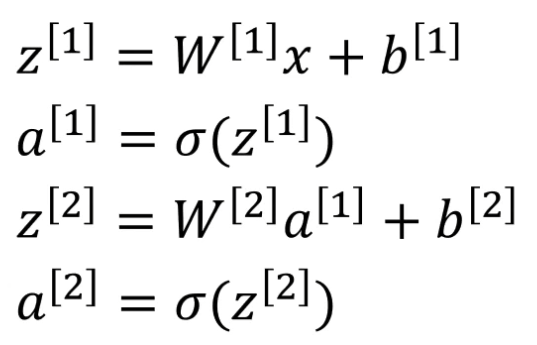 z^[1] = W^[1]x + b^[1]
a^[1] = σ(z^[1])
z^[2] = W^[2]a^[1] + b^[2]
a^[2] = σ(z^[2])